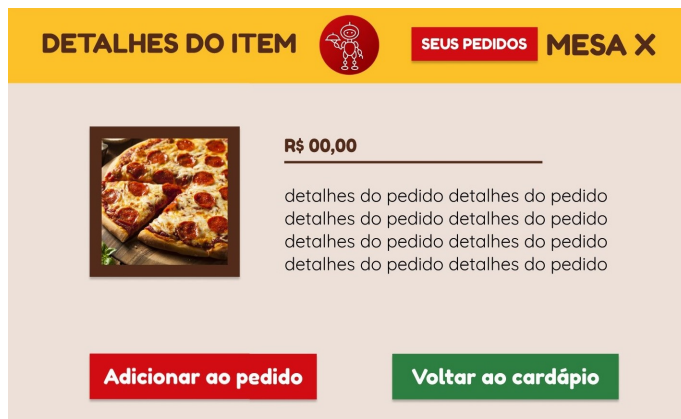 DETALHES DO ITEM
SEUS PEDIDOS
MESA X
R$ 00,00
detalhes do pedido detalhes do pedido
detalhes do pedido detalhes do pedido
detalhes do pedido detalhes do pedido
detalhes do pedido detalhes do pedido
Adicionar ao pedido
Voltar ao cardápio